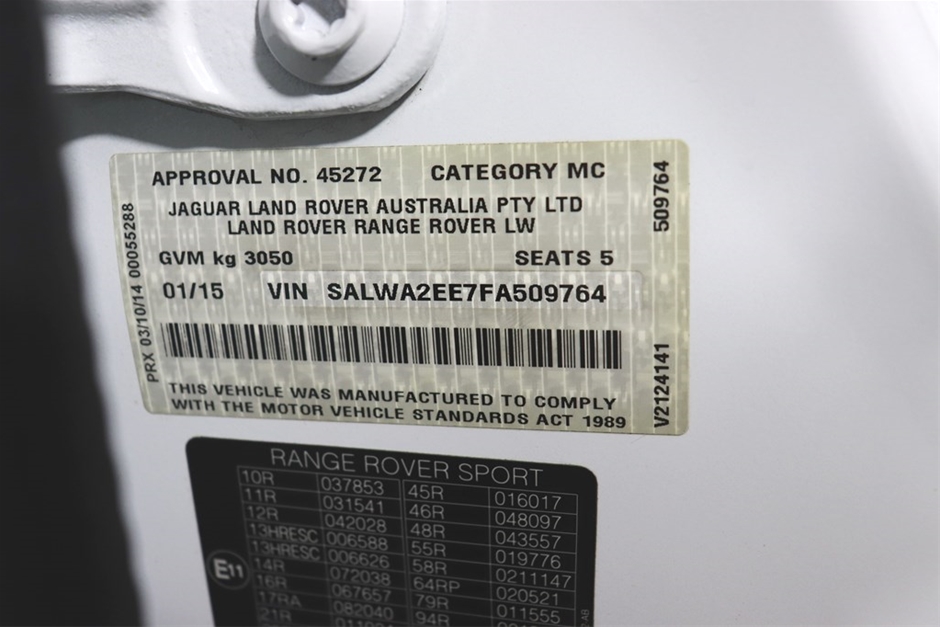 APPROVAL NO. 45272 CATEGORY MC
JAGUAR LAND ROVER AUSTRALIA PTY LTD
LAND ROVER RANGE ROVER LW
GVM kg 3050 SEATS 5
01/15 VIN SALWA2EE7FA509764
THIS VEHICLE WAS MANUFACTURED TO COMPLY
WITH THE MOTOR VEHICLE STANDARDS ACT 1989
PRX 03/10/14 00055288
509764
V2124141
RANGE ROVER SPORT
10R 037853 45R 016017
11R 031541 46R 048097
12R 042028 48R 043557
13HRESC 006588 55R 019776
13HRESC 006626 58R 0211147
14R 072038 64RP 020521
16R 067657 79R 011555
17RA 082040 94R
21R
E11